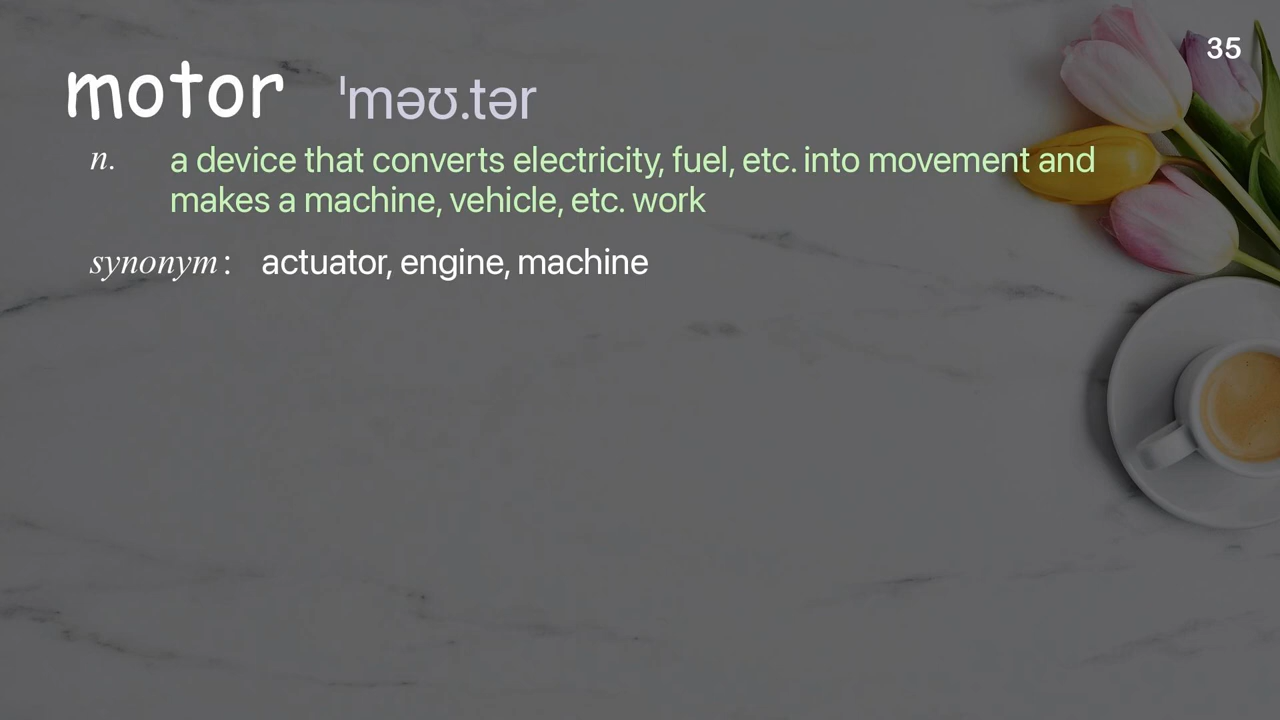 35
motor ˈməʊ.tər
n. a device that converts electricity, fuel, etc. into movement and
makes a machine, vehicle, etc. work
synonym: actuator, engine, machine